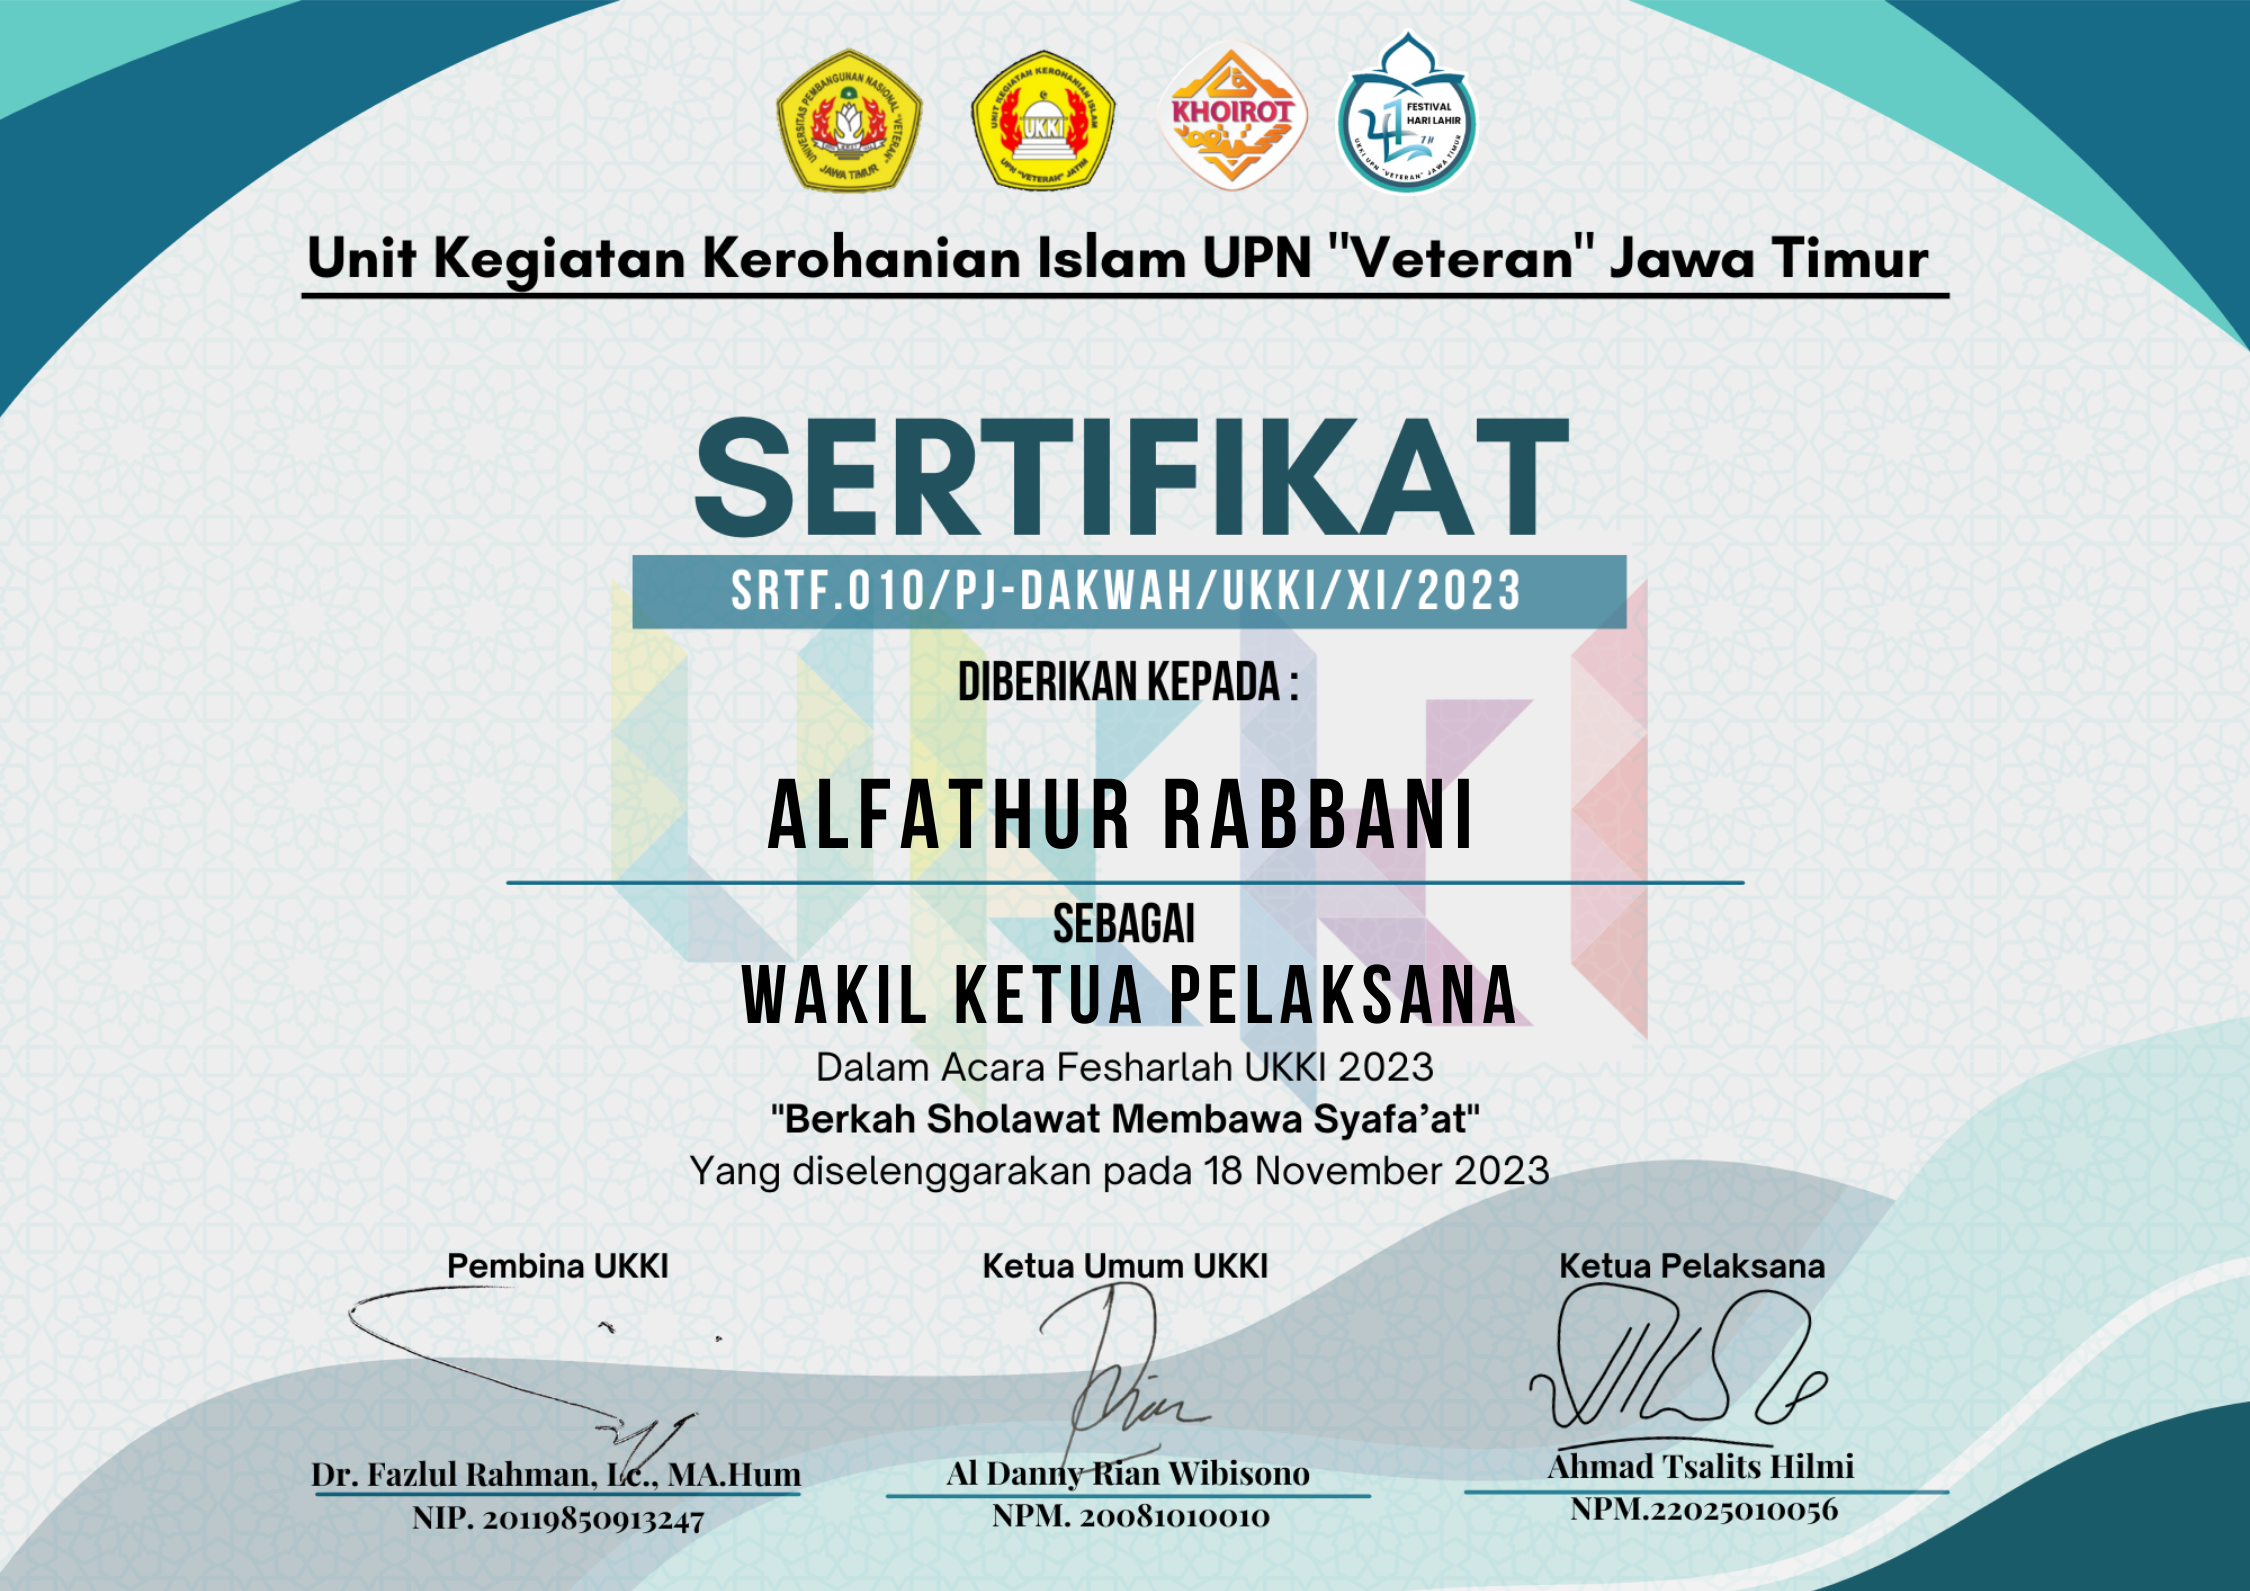 UNIVERSITAS PEMBANGUNAN NASIONAL "VETERAN"
JAWA TIMUR
UNIT KEGIATAN KEROHANIAN ISLAM
UKKI
UPN "VETERAN" JATIM
KHOIROT
FESTIVAL
HARI LAHIR
UKKI UPN "VETERAN" JAWA TIMUR
Unit Kegiatan Kerohanian Islam UPN "Veteran" Jawa Timur
SERTIFIKAT
SRTF.010/PJ-DAKWAH/UKKI/XI/2023
DIBERIKAN KEPADA :
ALFATHUR RABBANI
SEBAGAI
WAKIL KETUA PELAKSANA
Dalam Acara Fesharlah UKKI 2023
"Berkah Sholawat Membawa Syafa’at"
Yang diselenggarakan pada 18 November 2023
Pembina UKKI
Dr. Fazlul Rahman, Lc., MA.Hum
NIP. 20119850913247
Ketua Umum UKKI
Al Danny Rian Wibisono
NPM. 20081010010
Ketua Pelaksana
Ahmad Tsalits Hilmi
NPM.22025010056